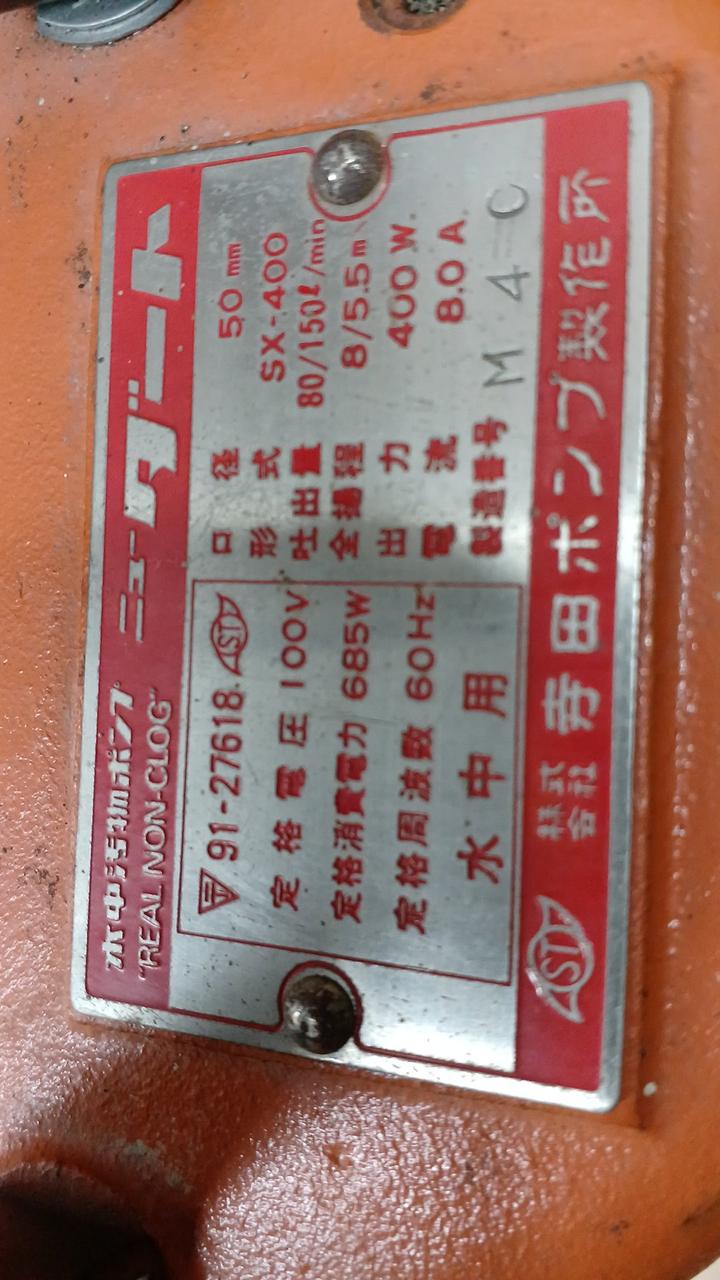 水中汚物ポンプ ニューダート
"REAL NON-CLOG"
91-27618
定格電圧 100V
定格消費電力 685W
定格周波数 60Hz
水中用
口径 50mm
形式 SX-400
吐出量 80/150ℓ/min
全揚程 8/5.5m
出力 400W.
電流 8.0A.
製造番号 M4C
ST 株式会社 寺田ポンプ製作所